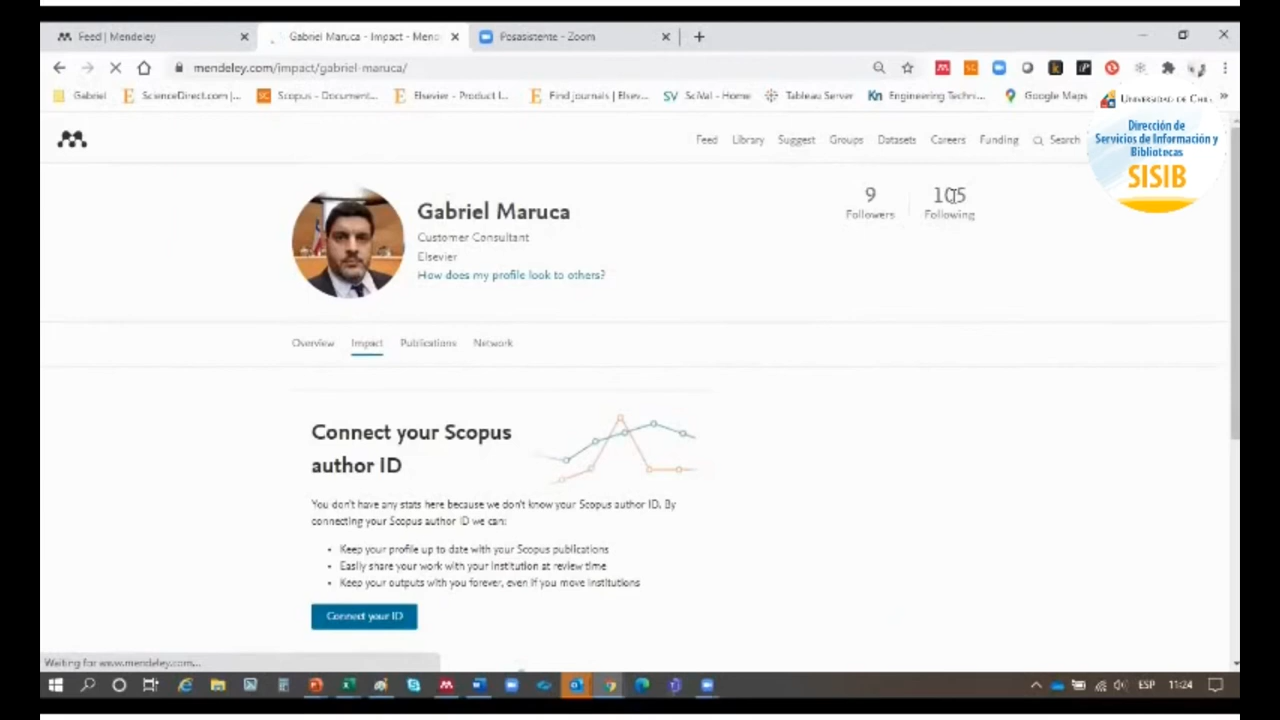 Feed | Mendeley
Gabriel Maruca - Impact - Mend
Posasistente - Zoom
mendeley.com/impact/gabriel-maruca/
Gabriel
ScienceDirect.com |...
Scopus - Document...
Elsevier - Product I...
Find journals | Elsev...
SciVal - Home
Tableau Server
Kn Engineering Techn...
Google Maps
UNIVERSIDAD DE CHIL
Feed Library Suggest Groups Datasets Careers Funding Search
Dirección de
Servicios de Información y
Bibliotecas
SISIB
Gabriel Maruca
Customer Consultant
Elsevier
How does my profile look to others?
9
Followers
105
Following
Overview Impact Publications Network
Connect your Scopus
author ID
You don't have any stats here because we don't know your Scopus author ID. By
connecting your Scopus author ID we can:
• Keep your profile up to date with your Scopus publications
• Easily share your work with your institution at review time
• Keep your outputs with you forever, even if you move institutions
Connect your ID
Waiting for www.mendeley.com...
ESP 11:24